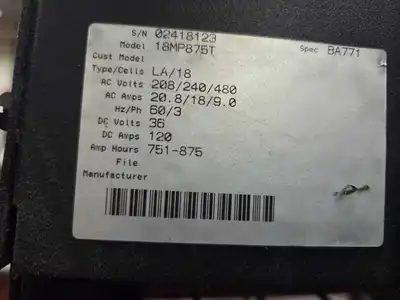 S/N 02418123
Model 18MP875T Spec BA771
Cust Model
Type/Cells LA/18
AC Volts 208/240/480
AC Amps 20.8/18/9.0
Hz/Ph 60/3
DC Volts 36
DC Amps 120
Amp Hours 751-875
File
Manufacturer